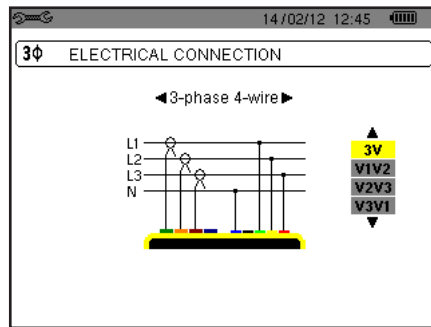 14/02/12 12:45
3Φ ELECTRICAL CONNECTION
◄3-phase 4-wire►
L1
L2
L3
N
3V
V1V2
V2V3
V3V1